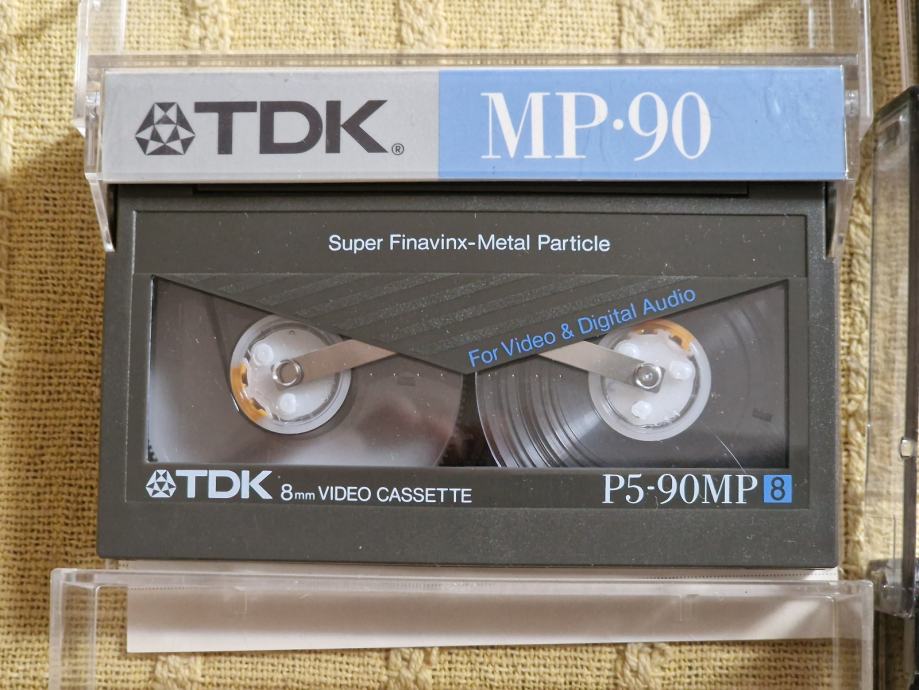 TDK® MP·90
Super Finavinx-Metal Particle
For Video & Digital Audio
TDK 8mm VIDEO CASSETTE P5-90MP 8